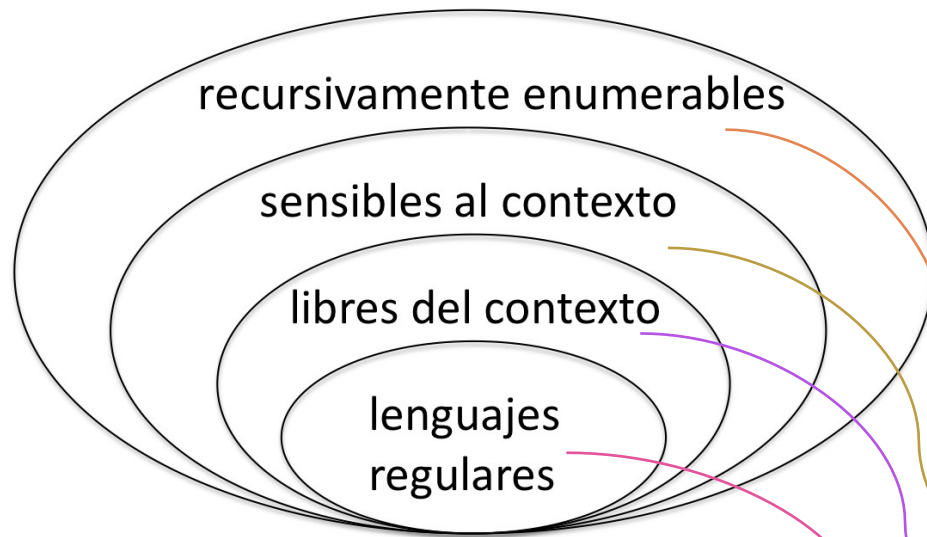 recursivamente enumerables
sensibles al contexto
libres del contexto
lenguajes
regulares